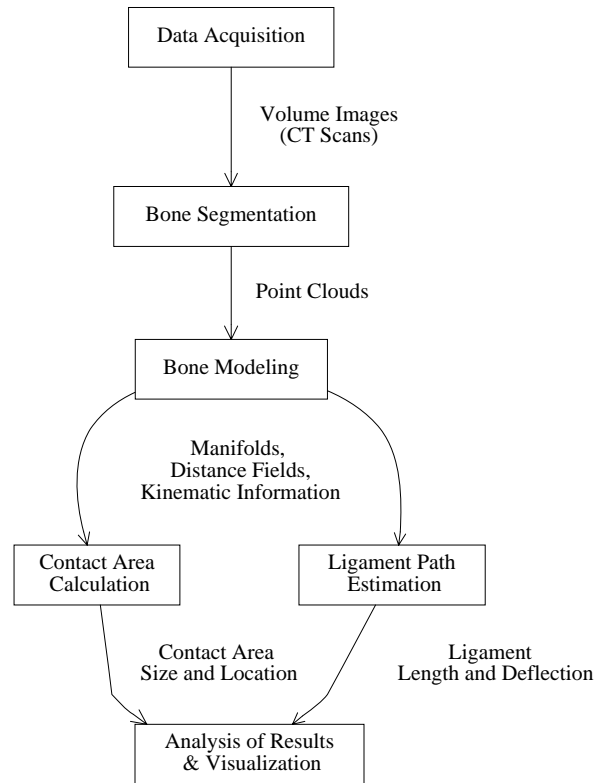 Data Acquisition
Volume Images
(CT Scans)
Bone Segmentation
Point Clouds
Bone Modeling
Manifolds,
Distance Fields,
Kinematic Information
Contact Area
Calculation
Ligament Path
Estimation
Contact Area
Size and Location
Ligament
Length and Deflection
Analysis of Results
& Visualization